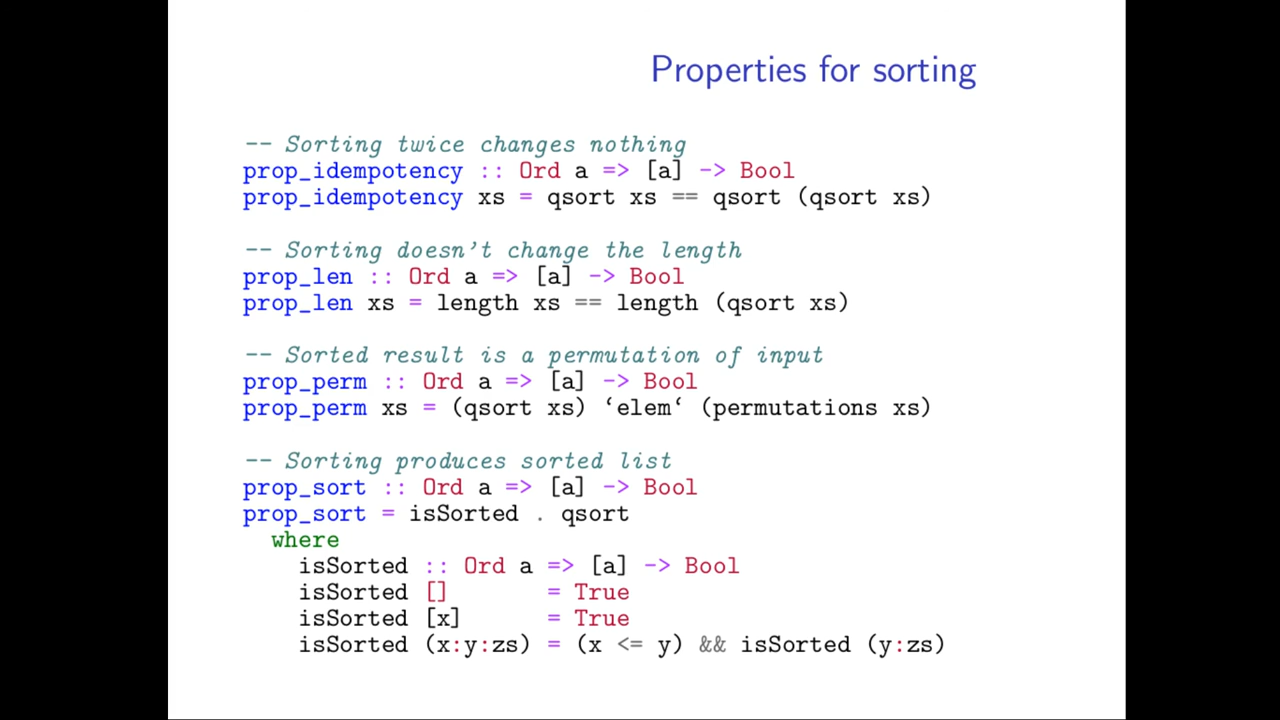 Properties for sorting
-- Sorting twice changes nothing
prop_idempotency :: Ord a => [a] -> Bool
prop_idempotency xs = qsort xs == qsort (qsort xs)
-- Sorting doesn't change the length
prop_len :: Ord a => [a] -> Bool
prop_len xs = length xs == length (qsort xs)
-- Sorted result is a permutation of input
prop_perm :: Ord a => [a] -> Bool
prop_perm xs = (qsort xs) ‘elem‘ (permutations xs)
-- Sorting produces sorted list
prop_sort :: Ord a => [a] -> Bool
prop_sort = isSorted . qsort
where
isSorted :: Ord a => [a] -> Bool
isSorted [] = True
isSorted [x] = True
isSorted (x:y:zs) = (x <= y) && isSorted (y:zs)